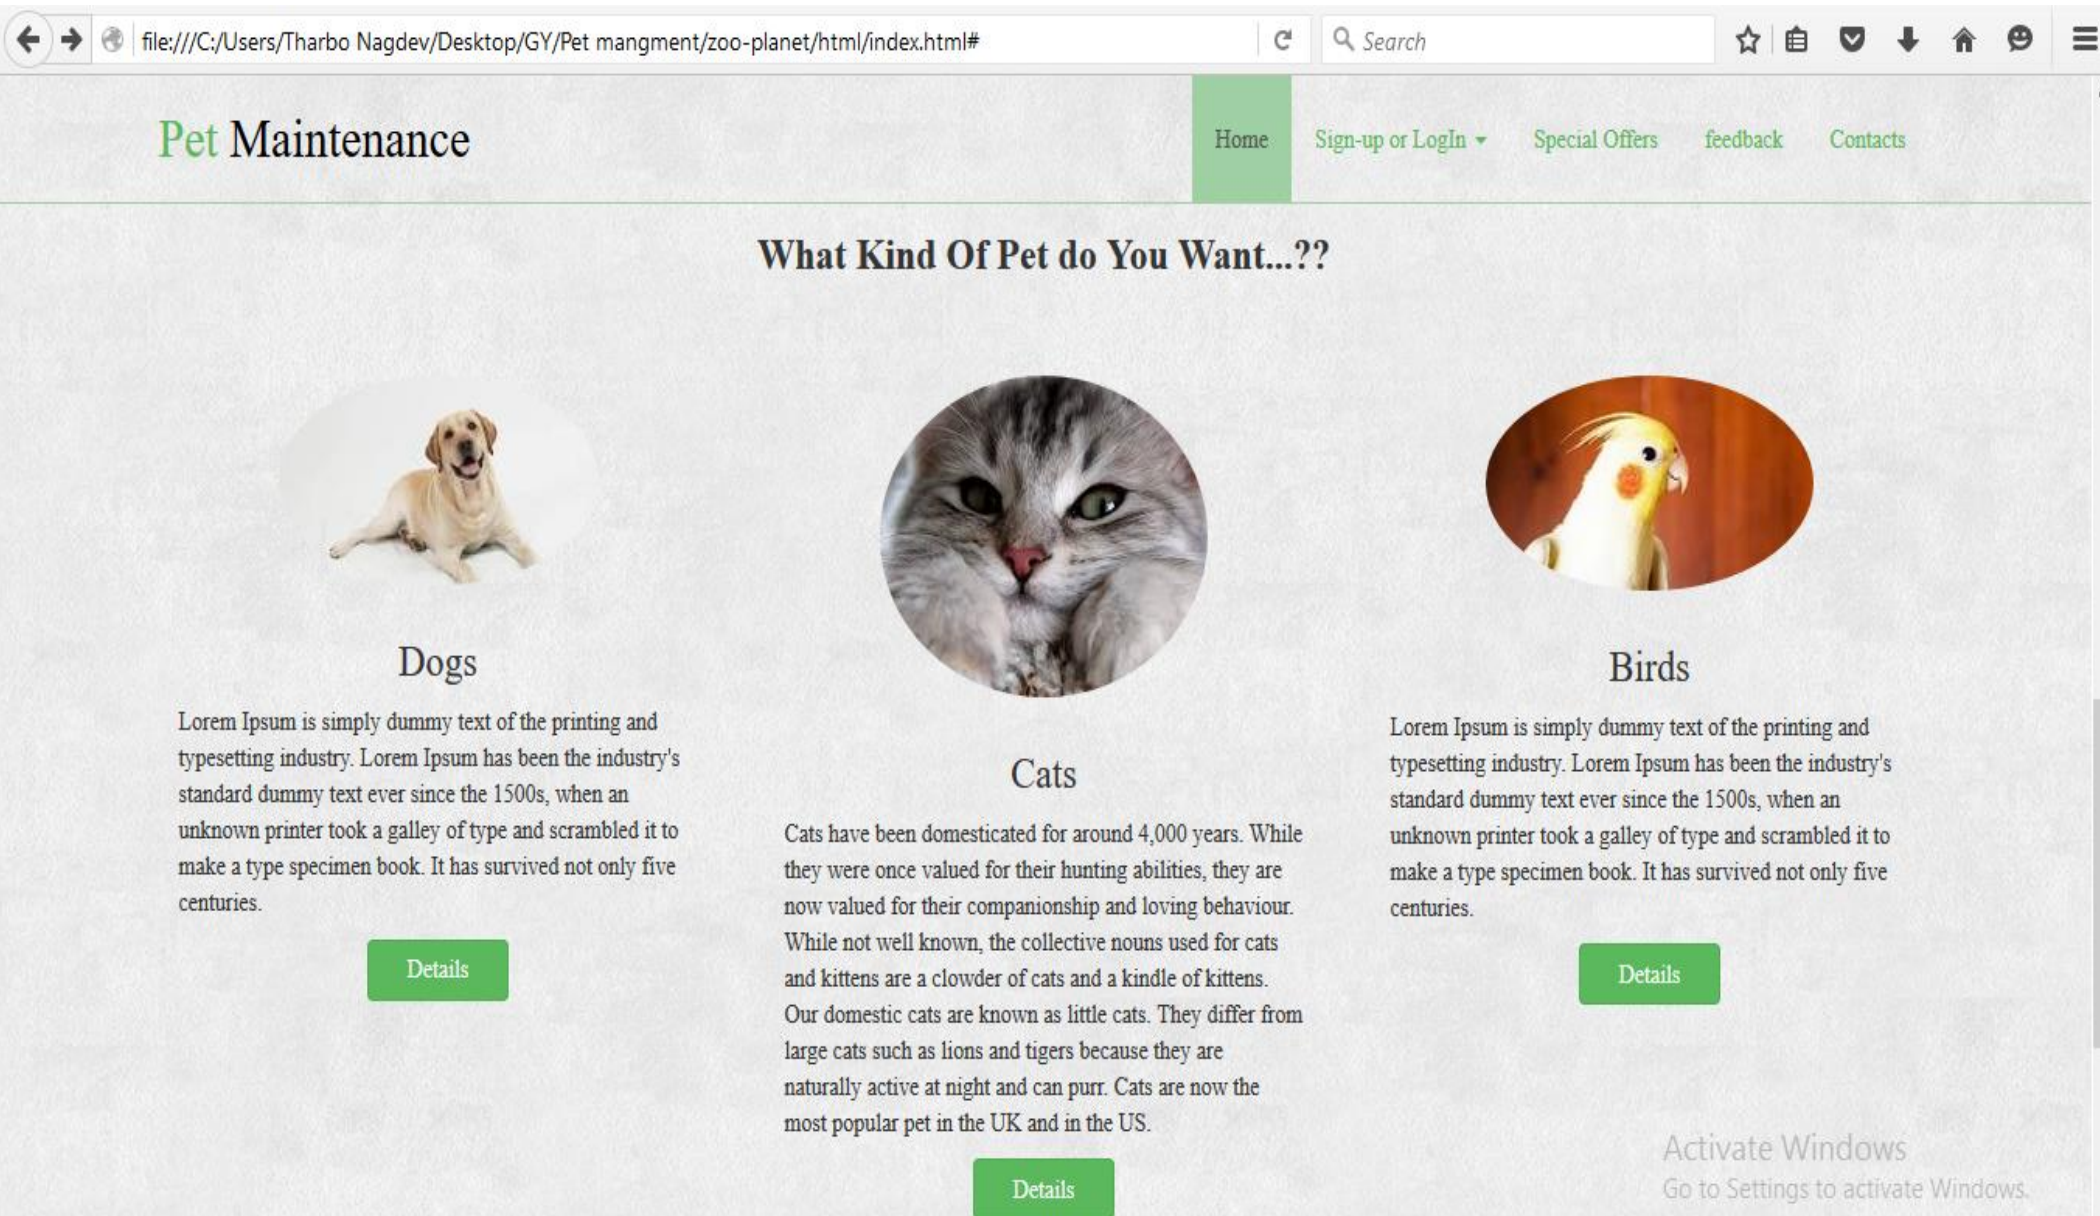 file:///C:/Users/Tharbo Nagdev/Desktop/GY/Pet mangment/zoo-planet/html/index.html#
Search
Pet Maintenance
Home
Sign-up or LogIn
Special Offers
feedback
Contacts
What Kind Of Pet do You Want...??
Dogs
Lorem Ipsum is simply dummy text of the printing and
typesetting industry. Lorem Ipsum has been the industry's
standard dummy text ever since the 1500s, when an
unknown printer took a galley of type and scrambled it to
make a type specimen book. It has survived not only five
centuries.
Details
Cats
Cats have been domesticated for around 4,000 years. While
they were once valued for their hunting abilities, they are
now valued for their companionship and loving behaviour.
While not well known, the collective nouns used for cats
and kittens are a clowder of cats and a kindle of kittens.
Our domestic cats are known as little cats. They differ from
large cats such as lions and tigers because they are
naturally active at night and can purr. Cats are now the
most popular pet in the UK and in the US.
Details
Birds
Lorem Ipsum is simply dummy text of the printing and
typesetting industry. Lorem Ipsum has been the industry's
standard dummy text ever since the 1500s, when an
unknown printer took a galley of type and scrambled it to
make a type specimen book. It has survived not only five
centuries.
Details
Activate Windows
Go to Settings to activate Windows.